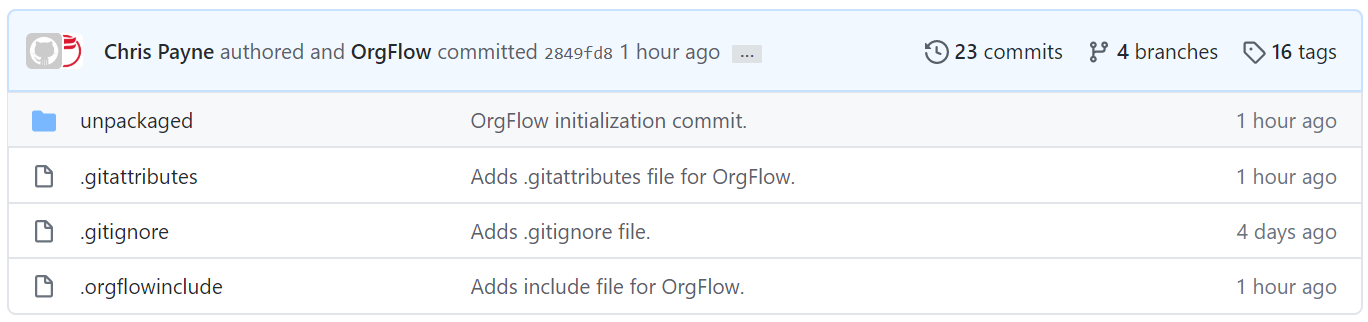 Chris Payne authored and OrgFlow committed 2849fd8 1 hour ago ... 23 commits 4 branches 16 tags
unpackaged OrgFlow initialization commit. 1 hour ago
.gitattributes Adds .gitattributes file for OrgFlow. 1 hour ago
.gitignore Adds .gitignore file. 4 days ago
.orgflowinclude Adds include file for OrgFlow. 1 hour ago